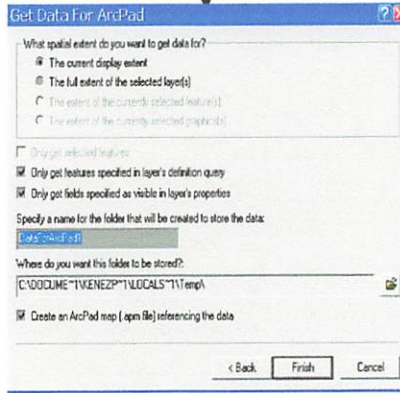 Get Data For ArcPad
What spatial extent do you want to get data for?
The current display extent
The full extent of the selected layer(s)
The extent of the currently selected feature(s)
The extent of the currently selected graphic(s)
Only get selected features
Only get features specified in layer's definition query
Only get fields specified as visible in layer's properties
Specify a name for the folder that will be created to store the data:
DataForArcPad1
Where do you want this folder to be stored?:
C:\DOCUME~1\KENEZP~1\LOCALS~1\Temp\
Create an ArcPad map (.apm file) referencing the data
< Back Finish Cancel